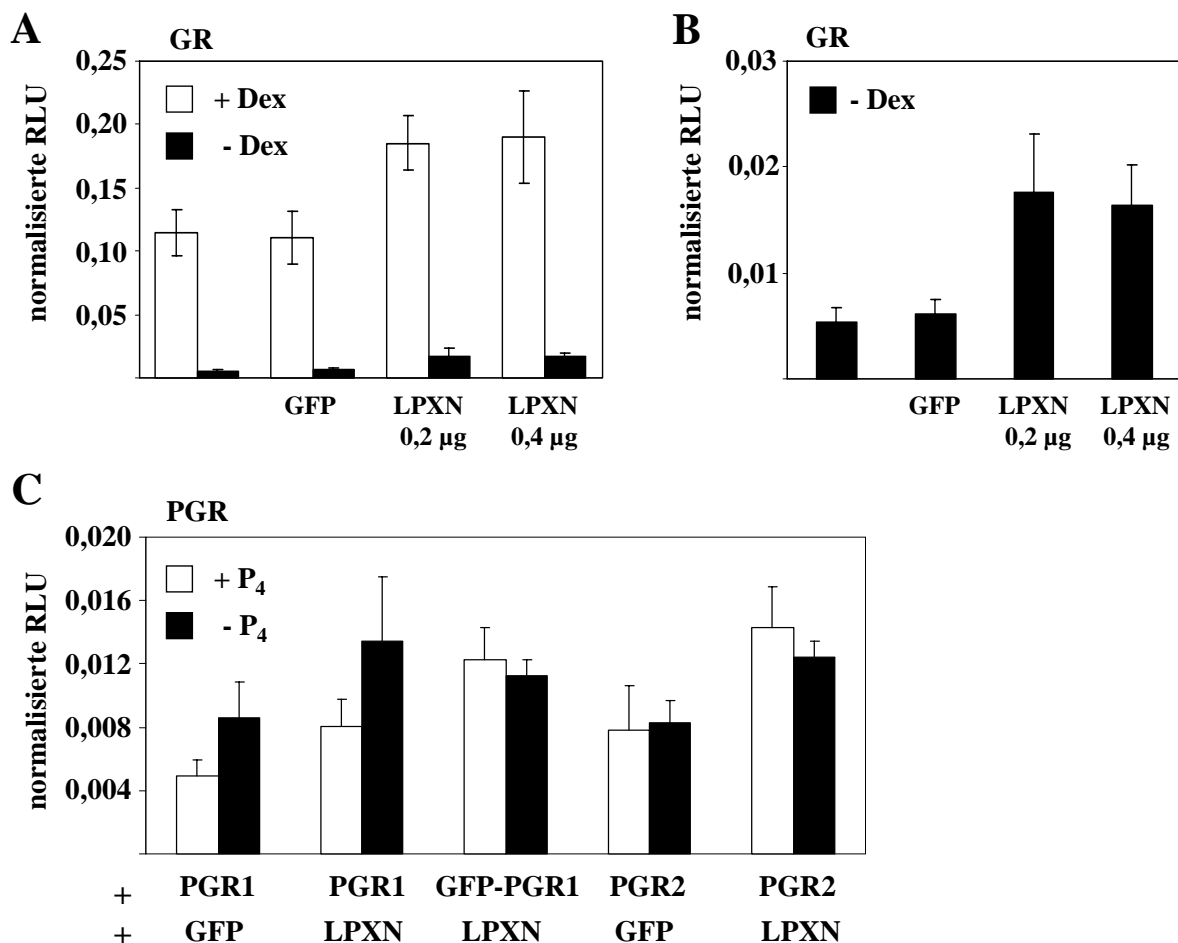 A
GR
normalisierte RLU
0,25
0,20
0,15
0,10
0,05
+ Dex
- Dex
GFP LPXN LPXN
0,2 µg 0,4 µg
B
GR
normalisierte RLU
0,03
0,02
0,01
- Dex
GFP LPXN LPXN
0,2 µg 0,4 µg
C
PGR
normalisierte RLU
0,020
0,016
0,012
0,008
0,004
+ P4
- P4
+ PGR1 PGR1 GFP-PGR1 PGR2 PGR2
+ GFP LPXN LPXN GFP LPXN